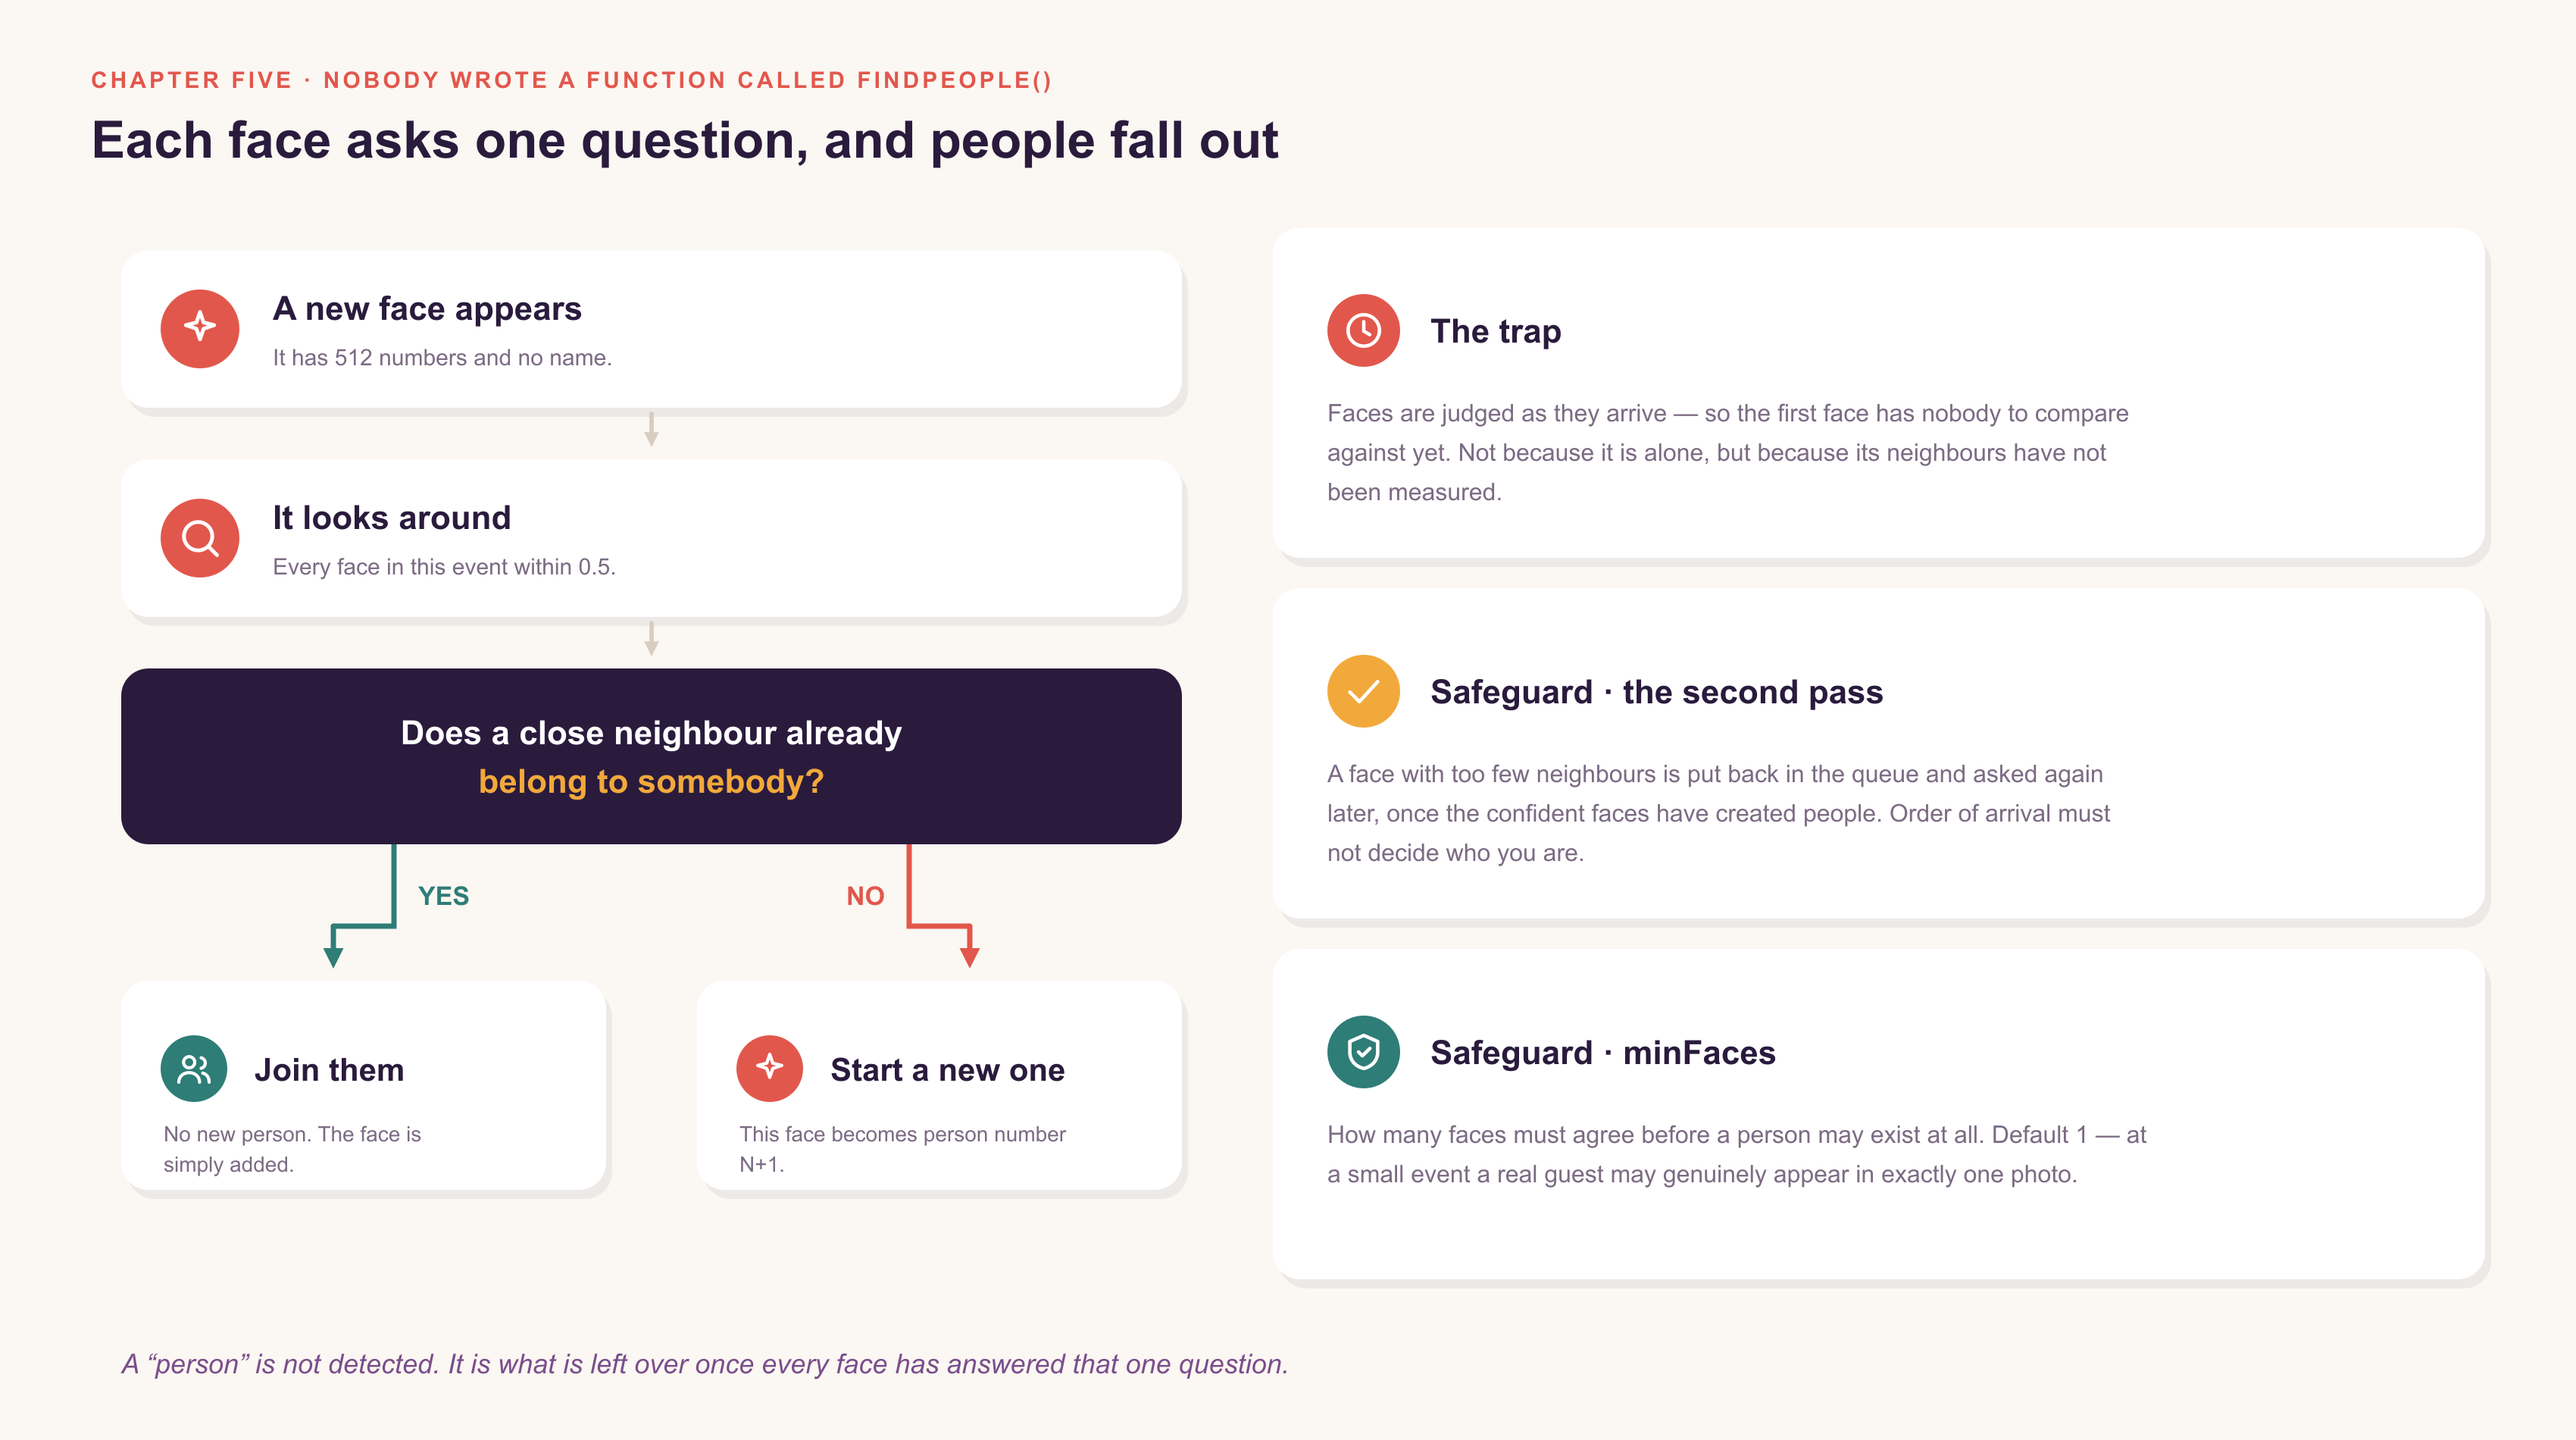 CHAPTER FIVE · NOBODY WROTE A FUNCTION CALLED FINDPEOPLE()
Each face asks one question, and people fall out
A new face appears
It has 512 numbers and no name.
It looks around
Every face in this event within 0.5.
Does a close neighbour already
belong to somebody?
YES
NO
Join them
No new person. The face is
simply added.
Start a new one
This face becomes person number
N+1.
The trap
Faces are judged as they arrive — so the first face has nobody to compare
against yet. Not because it is alone, but because its neighbours have not
been measured.
Safeguard · the second pass
A face with too few neighbours is put back in the queue and asked again
later, once the confident faces have created people. Order of arrival must
not decide who you are.
Safeguard · minFaces
How many faces must agree before a person may exist at all. Default 1 — at
a small event a real guest may genuinely appear in exactly one photo.
A “person” is not detected. It is what is left over once every face has answered that one question.